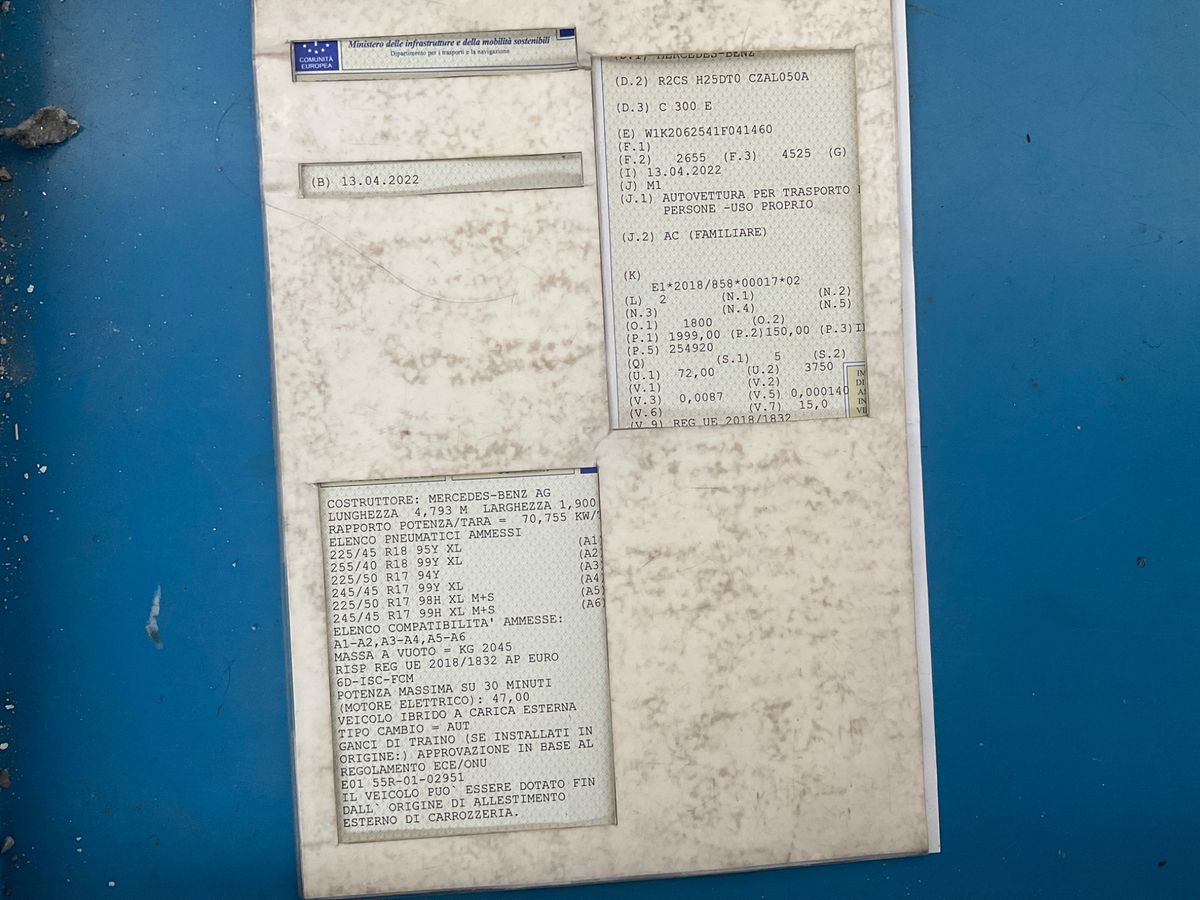 COMUNITÀ
EUROPEA
Ministero delle infrastrutture e della mobilità sostenibili
Dipartimento per i trasporti e la navigazione
(B) 13.04.2022
(D.1) MERCEDES-BENZ
(D.2) R2CS H25DT0 CZAL050A
(D.3) C 300 E
(E) W1K2062541F041460
(F.1)
(F.2) 2655 (F.3) 4525 (G)
(I) 13.04.2022
(J) M1
(J.1) AUTOVETTURA PER TRASPORTO
PERSONE -USO PROPRIO
(J.2) AC (FAMILIARE)
(K)
E1*2018/858*00017*02
(L) 2 (N.1) (N.2)
(N.3) (N.4) (N.5)
(O.1) 1800 (O.2)
(P.1) 1999,00 (P.2)150,00 (P.3)
(P.5) 254920
(Q) (S.1) 5 (S.2)
(U.1) 72,00 (U.2) 3750
(V.1) (V.2)
(V.3) 0,0087 (V.5) 0,000140
(V.6) (V.7) 15,0
(V.9) REG UE 2018/1832
COSTRUTTORE: MERCEDES-BENZ AG
LUNGHEZZA 4,793 M LARGHEZZA 1,900
RAPPORTO POTENZA/TARA = 70,755 KW/
ELENCO PNEUMATICI AMMESSI
225/45 R18 95Y XL (A1
255/40 R18 99Y XL (A2
225/50 R17 94Y (A3
245/45 R17 99Y XL (A4
225/50 R17 98H XL M+S (A5)
245/45 R17 99H XL M+S (A6)
ELENCO COMPATIBILITA' AMMESSE:
A1-A2,A3-A4,A5-A6
MASSA A VUOTO = KG 2045
RISP REG UE 2018/1832 AP EURO
6D-ISC-FCM
POTENZA MASSIMA SU 30 MINUTI
(MOTORE ELETTRICO): 47,00
VEICOLO IBRIDO A CARICA ESTERNA
TIPO CAMBIO = AUT
GANCI DI TRAINO (SE INSTALLATI IN
ORIGINE:) APPROVAZIONE IN BASE AL
REGOLAMENTO ECE/ONU
E01 55R-01-02951
IL VEICOLO PUO` ESSERE DOTATO FIN
DALL` ORIGINE DI ALLESTIMENTO
ESTERNO DI CARROZZERIA.